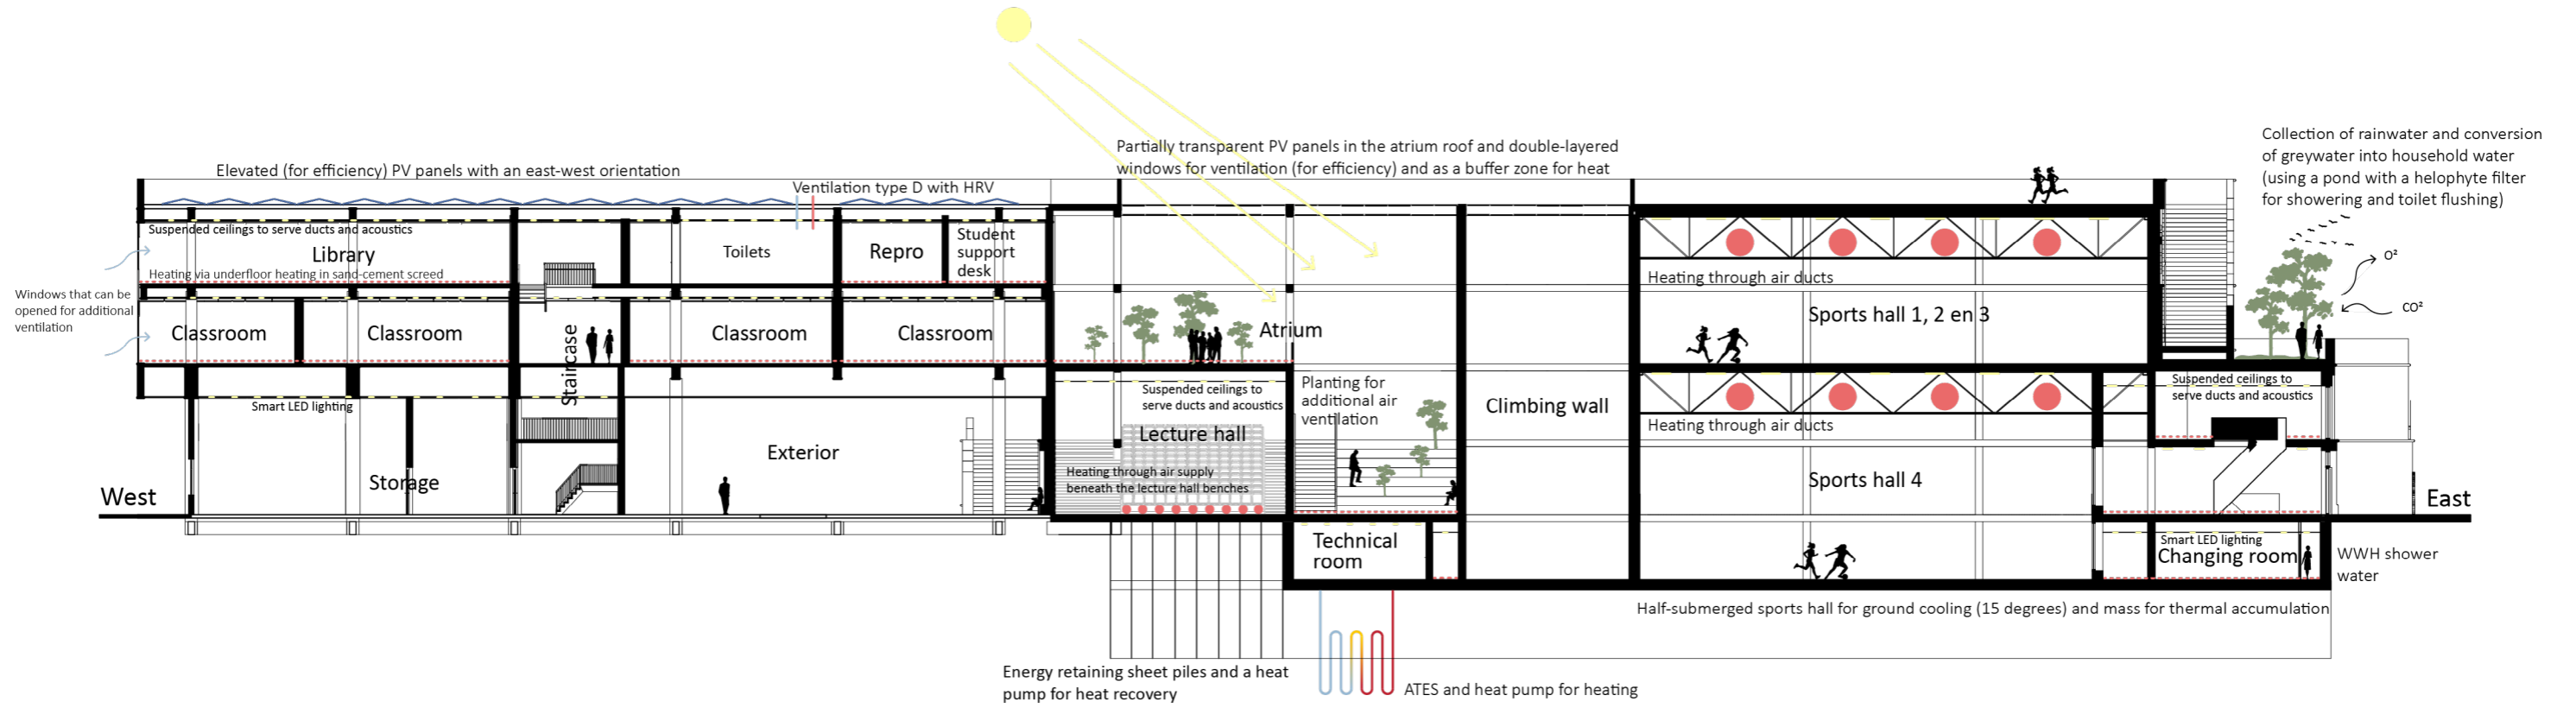 Elevated (for efficiency) PV panels with an east-west orientation
Ventilation type D with HRV
Partially transparent PV panels in the atrium roof and double-layered
windows for ventilation (for efficiency) and as a buffer zone for heat
Collection of rainwater and conversion
of greywater into household water
(using a pond with a helophyte filter
for showering and toilet flushing)
Suspended ceilings to serve ducts and acoustics
Library
Heating via underfloor heating in sand-cement screed
Toilets
Repro
Student
support
desk
Windows that can be
opened for additional
ventilation
Classroom
Classroom
Staircase
Classroom
Classroom
Atrium
Heating through air ducts
Sports hall 1, 2 en 3
O²
CO²
Smart LED lighting
Storage
Exterior
Suspended ceilings to
serve ducts and acoustics
Lecture hall
Heating through air supply
beneath the lecture hall benches
Planting for
additional air
ventilation
Climbing wall
Heating through air ducts
Sports hall 4
Suspended ceilings to
serve ducts and acoustics
West
East
Technical
room
Smart LED lighting
Changing room
WWH shower
water
Half-submerged sports hall for ground cooling (15 degrees) and mass for thermal accumulation
Energy retaining sheet piles and a heat
pump for heat recovery
ATES and heat pump for heating